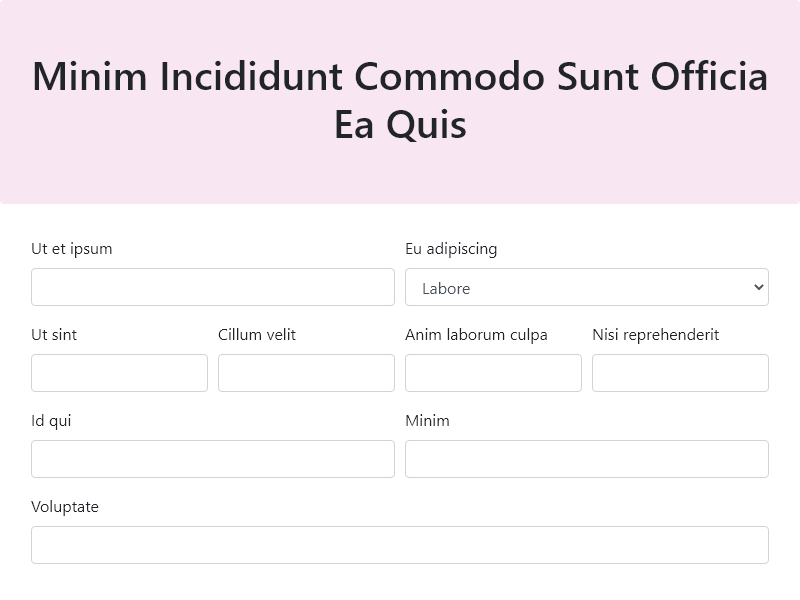 Minim Incididunt Commodo Sunt Officia
Ea Quis
Ut et ipsum
Eu adipiscing
Labore
Ut sint
Cillum velit
Anim laborum culpa
Nisi reprehenderit
Id qui
Minim
Voluptate